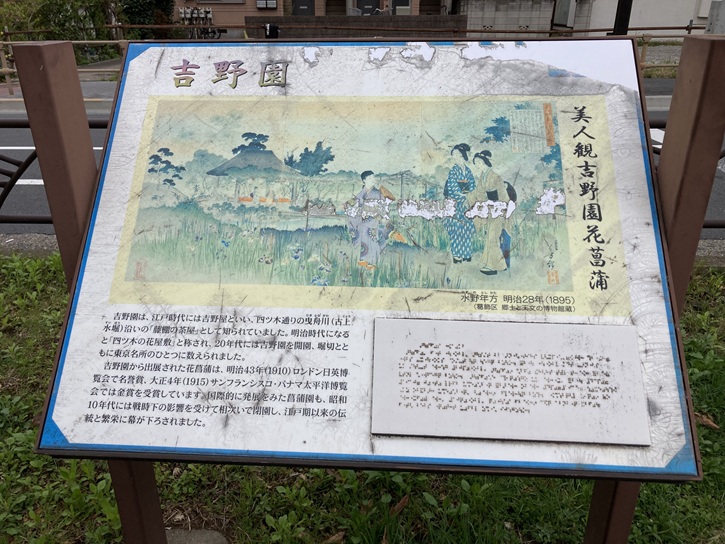 吉野園
美人観吉野園花菖蒲
水野年方 明治28年(1895)
(葛飾区 郷土と天文の博物館蔵)
吉野園は、江戸時代には吉野屋といい、四ツ木通りの曳舟川(古上
水堀)沿いの「藤棚の茶屋」として知られていました。明治時代になる
と「四ツ木の花屋敷」と称され、20年代には吉野園を開園、堀切とと
もに東京名所のひとつに数えられました。
吉野園から出展された花菖蒲は、明治43年(1910)ロンドン日英博
覧会で名誉賞、大正4年(1915)サンフランシスコ・パナマ太平洋博覧
会では金賞を受賞しています。国際的に発展をみた菖蒲園も、昭和
10年代には戦時下の影響を受けて相次いで閉園し、江戸期以来の伝
統と繁栄に幕が下ろされました。